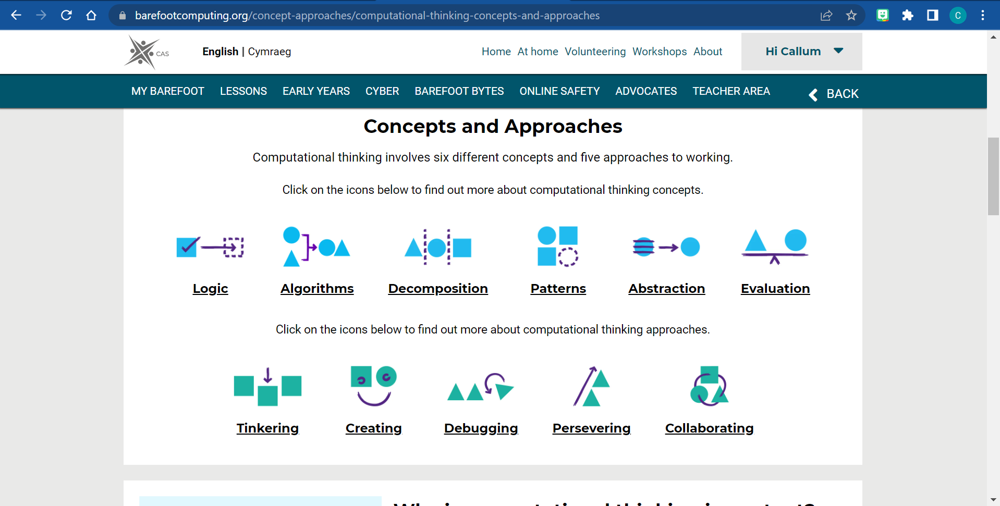 barefootcomputing.org/concept-approaches/computational-thinking-concepts-and-approaches
C
CAS
English | Cymraeg
Home At home Volunteering Workshops About
Hi Callum
MY BAREFOOT LESSONS EARLY YEARS CYBER BAREFOOT BYTES ONLINE SAFETY ADVOCATES TEACHER AREA BACK
Concepts and Approaches
Computational thinking involves six different concepts and five approaches to working.
Click on the icons below to find out more about computational thinking concepts.
Logic Algorithms Decomposition Patterns Abstraction Evaluation
Click on the icons below to find out more about computational thinking approaches.
Tinkering Creating Debugging Persevering Collaborating